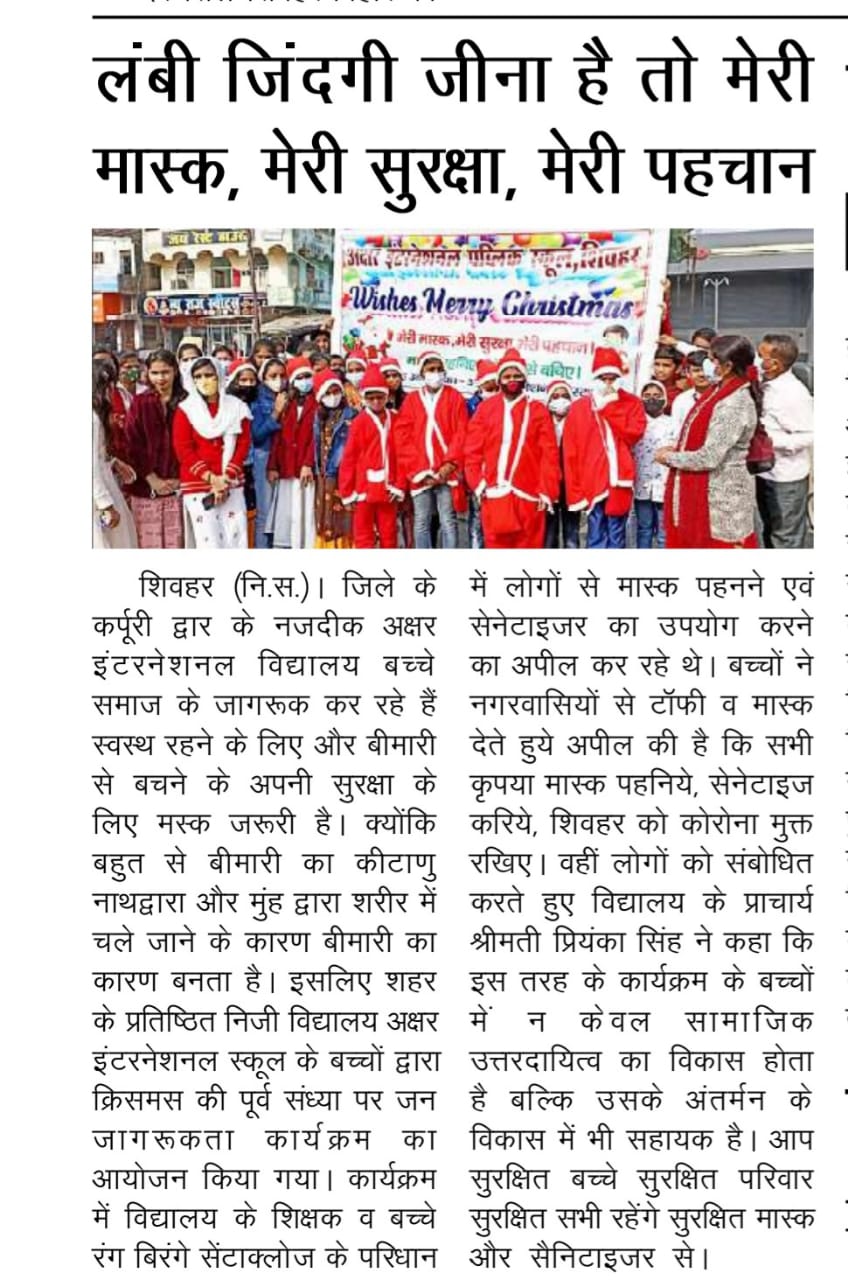 लंबी जिंदगी जीना है तो मेरी
मास्क, मेरी सुरक्षा, मेरी पहचान
जय रेस्ट हाउस
अक्षर इंटरनेशनल पब्लिक स्कूल, शिवहर
Wishes Merry Christmas
मेरी मास्क, मेरी सुरक्षा मेरी पहचान।
से बचिए।
शिवहर (नि.स.)। जिले के
कर्पूरी द्वार के नजदीक अक्षर
इंटरनेशनल विद्यालय बच्चे
समाज के जागरूक कर रहे हैं
स्वस्थ रहने के लिए और बीमारी
से बचने के अपनी सुरक्षा के
लिए मस्क जरूरी है। क्योंकि
बहुत से बीमारी का कीटाणु
नाथद्वारा और मुंह द्वारा शरीर में
चले जाने के कारण बीमारी का
कारण बनता है। इसलिए शहर
के प्रतिष्ठित निजी विद्यालय अक्षर
इंटरनेशनल स्कूल के बच्चों द्वारा
क्रिसमस की पूर्व संध्या पर जन
जागरूकता कार्यक्रम का
आयोजन किया गया। कार्यक्रम
में विद्यालय के शिक्षक व बच्चे
रंग बिरंगे सेंटाक्लोज के परिधान
में लोगों से मास्क पहनने एवं
सेनेटाइजर का उपयोग करने
का अपील कर रहे थे। बच्चों ने
नगरवासियों से टॉफी व मास्क
देते हुये अपील की है कि सभी
कृपया मास्क पहनिये, सेनेटाइज
करिये, शिवहर को कोरोना मुक्त
रखिए। वहीं लोगों को संबोधित
करते हुए विद्यालय के प्राचार्य
श्रीमती प्रियंका सिंह ने कहा कि
इस तरह के कार्यक्रम के बच्चों
में न केवल सामाजिक
उत्तरदायित्व का विकास होता
है बल्कि उसके अंतर्मन के
विकास में भी सहायक है। आप
सुरक्षित बच्चे सुरक्षित परिवार
सुरक्षित सभी रहेंगे सुरक्षित मास्क
और सैनिटाइजर से।